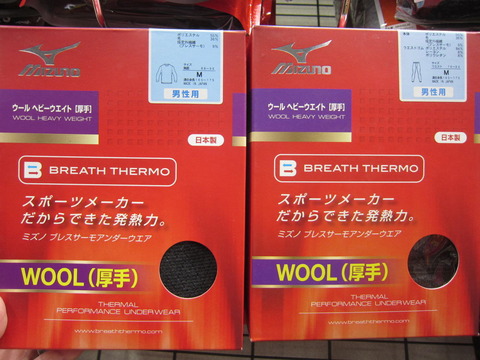 MIZUNO
M
男性用
ウール ヘビーウエイト [厚手]
WOOL HEAVY WEIGHT
日本製
B BREATH THERMO
スポーツメーカー
だからできた発熱力。
ミズノ ブレスサーモアンダーウエア
WOOL (厚手)
THERMAL
PERFORMANCE UNDERWEAR
www.breaththermo.com
MIZUNO
M
男性用
ウール ヘビーウエイト [厚手]
WOOL HEAVY WEIGHT
日本製
B BREATH THERMO
スポーツメーカー
だからできた発熱力。
ミズノ ブレスサーモアンダーウエア
WOOL (厚手)
THERMAL
PERFORMANCE UNDERWEAR
www.breaththermo.com